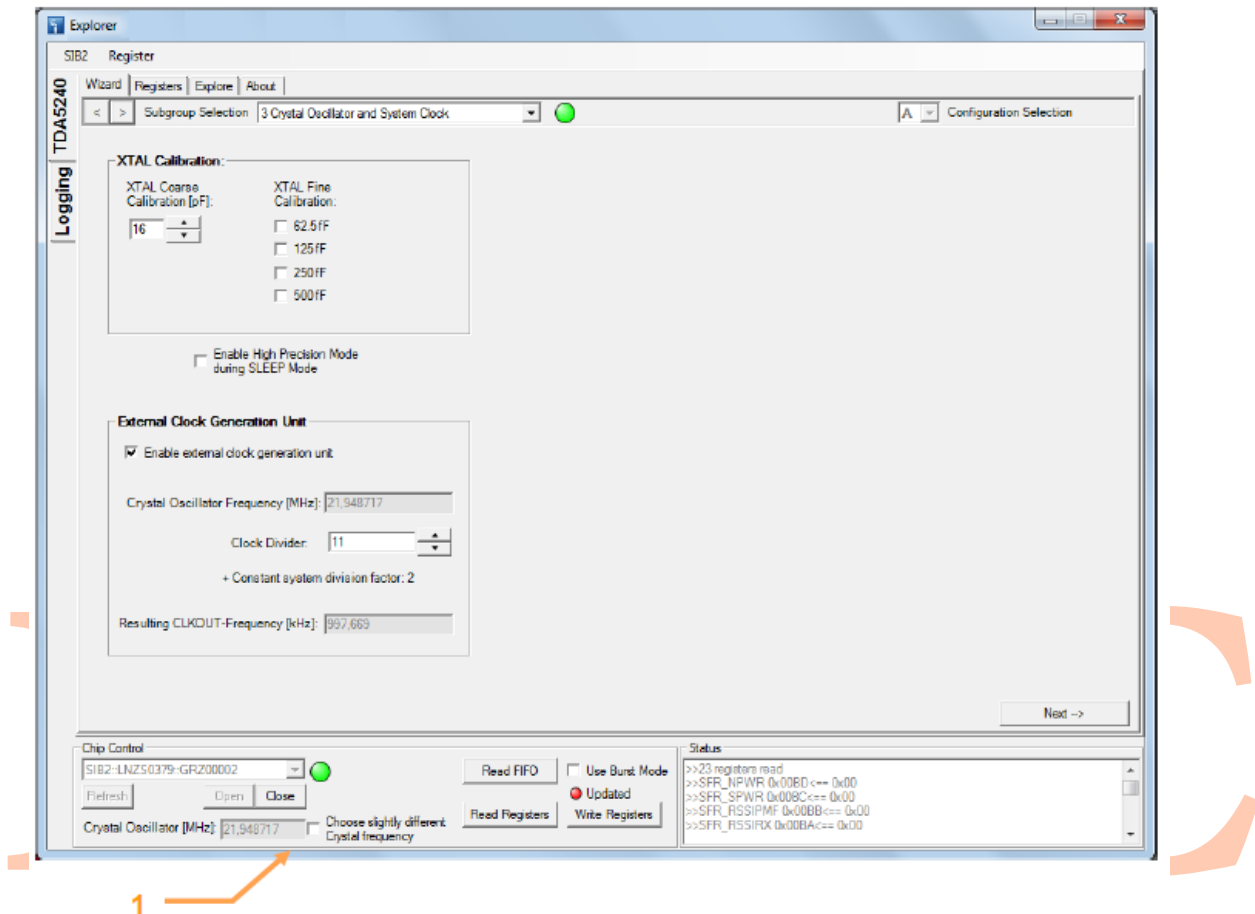 Explorer
SIB2 Register
TDA5240
Logging
Wizard Registers Explore About
< > Subgroup Selection 3 Crystal Oscillator and System Clock A Configuration Selection
XTAL Calibration:
XTAL Coarse
Calibration [pF]:
16
XTAL Fine
Calibration:
62.5fF
125fF
250fF
500fF
Enable High Precision Mode
during SLEEP Mode
External Clock Generation Unit
Enable external clock generation unit
Crystal Oscillator Frequency [MHz]: 21,948717
Clock Divider: 11
+ Constant system division factor: 2
Resulting CLKOUT-Frequency [kHz]: 997,669
Next -->
Chip Control
SIB2::LNZS0379::GRZ00002
Refresh Open Close
Crystal Oscillator [MHz]: 21,948717
Choose slightly different
Crystal frequency
Read FIFO Use Burst Mode
Updated
Read Registers Write Registers
Status
>>23 registers read
>>SFR_NPWR 0x00BD<== 0x00
>>SFR_SPWR 0x00BC<== 0x00
>>SFR_RSSIPMF 0x00BB<== 0x00
>>SFR_RSSIRX 0x00BA<== 0x00
1